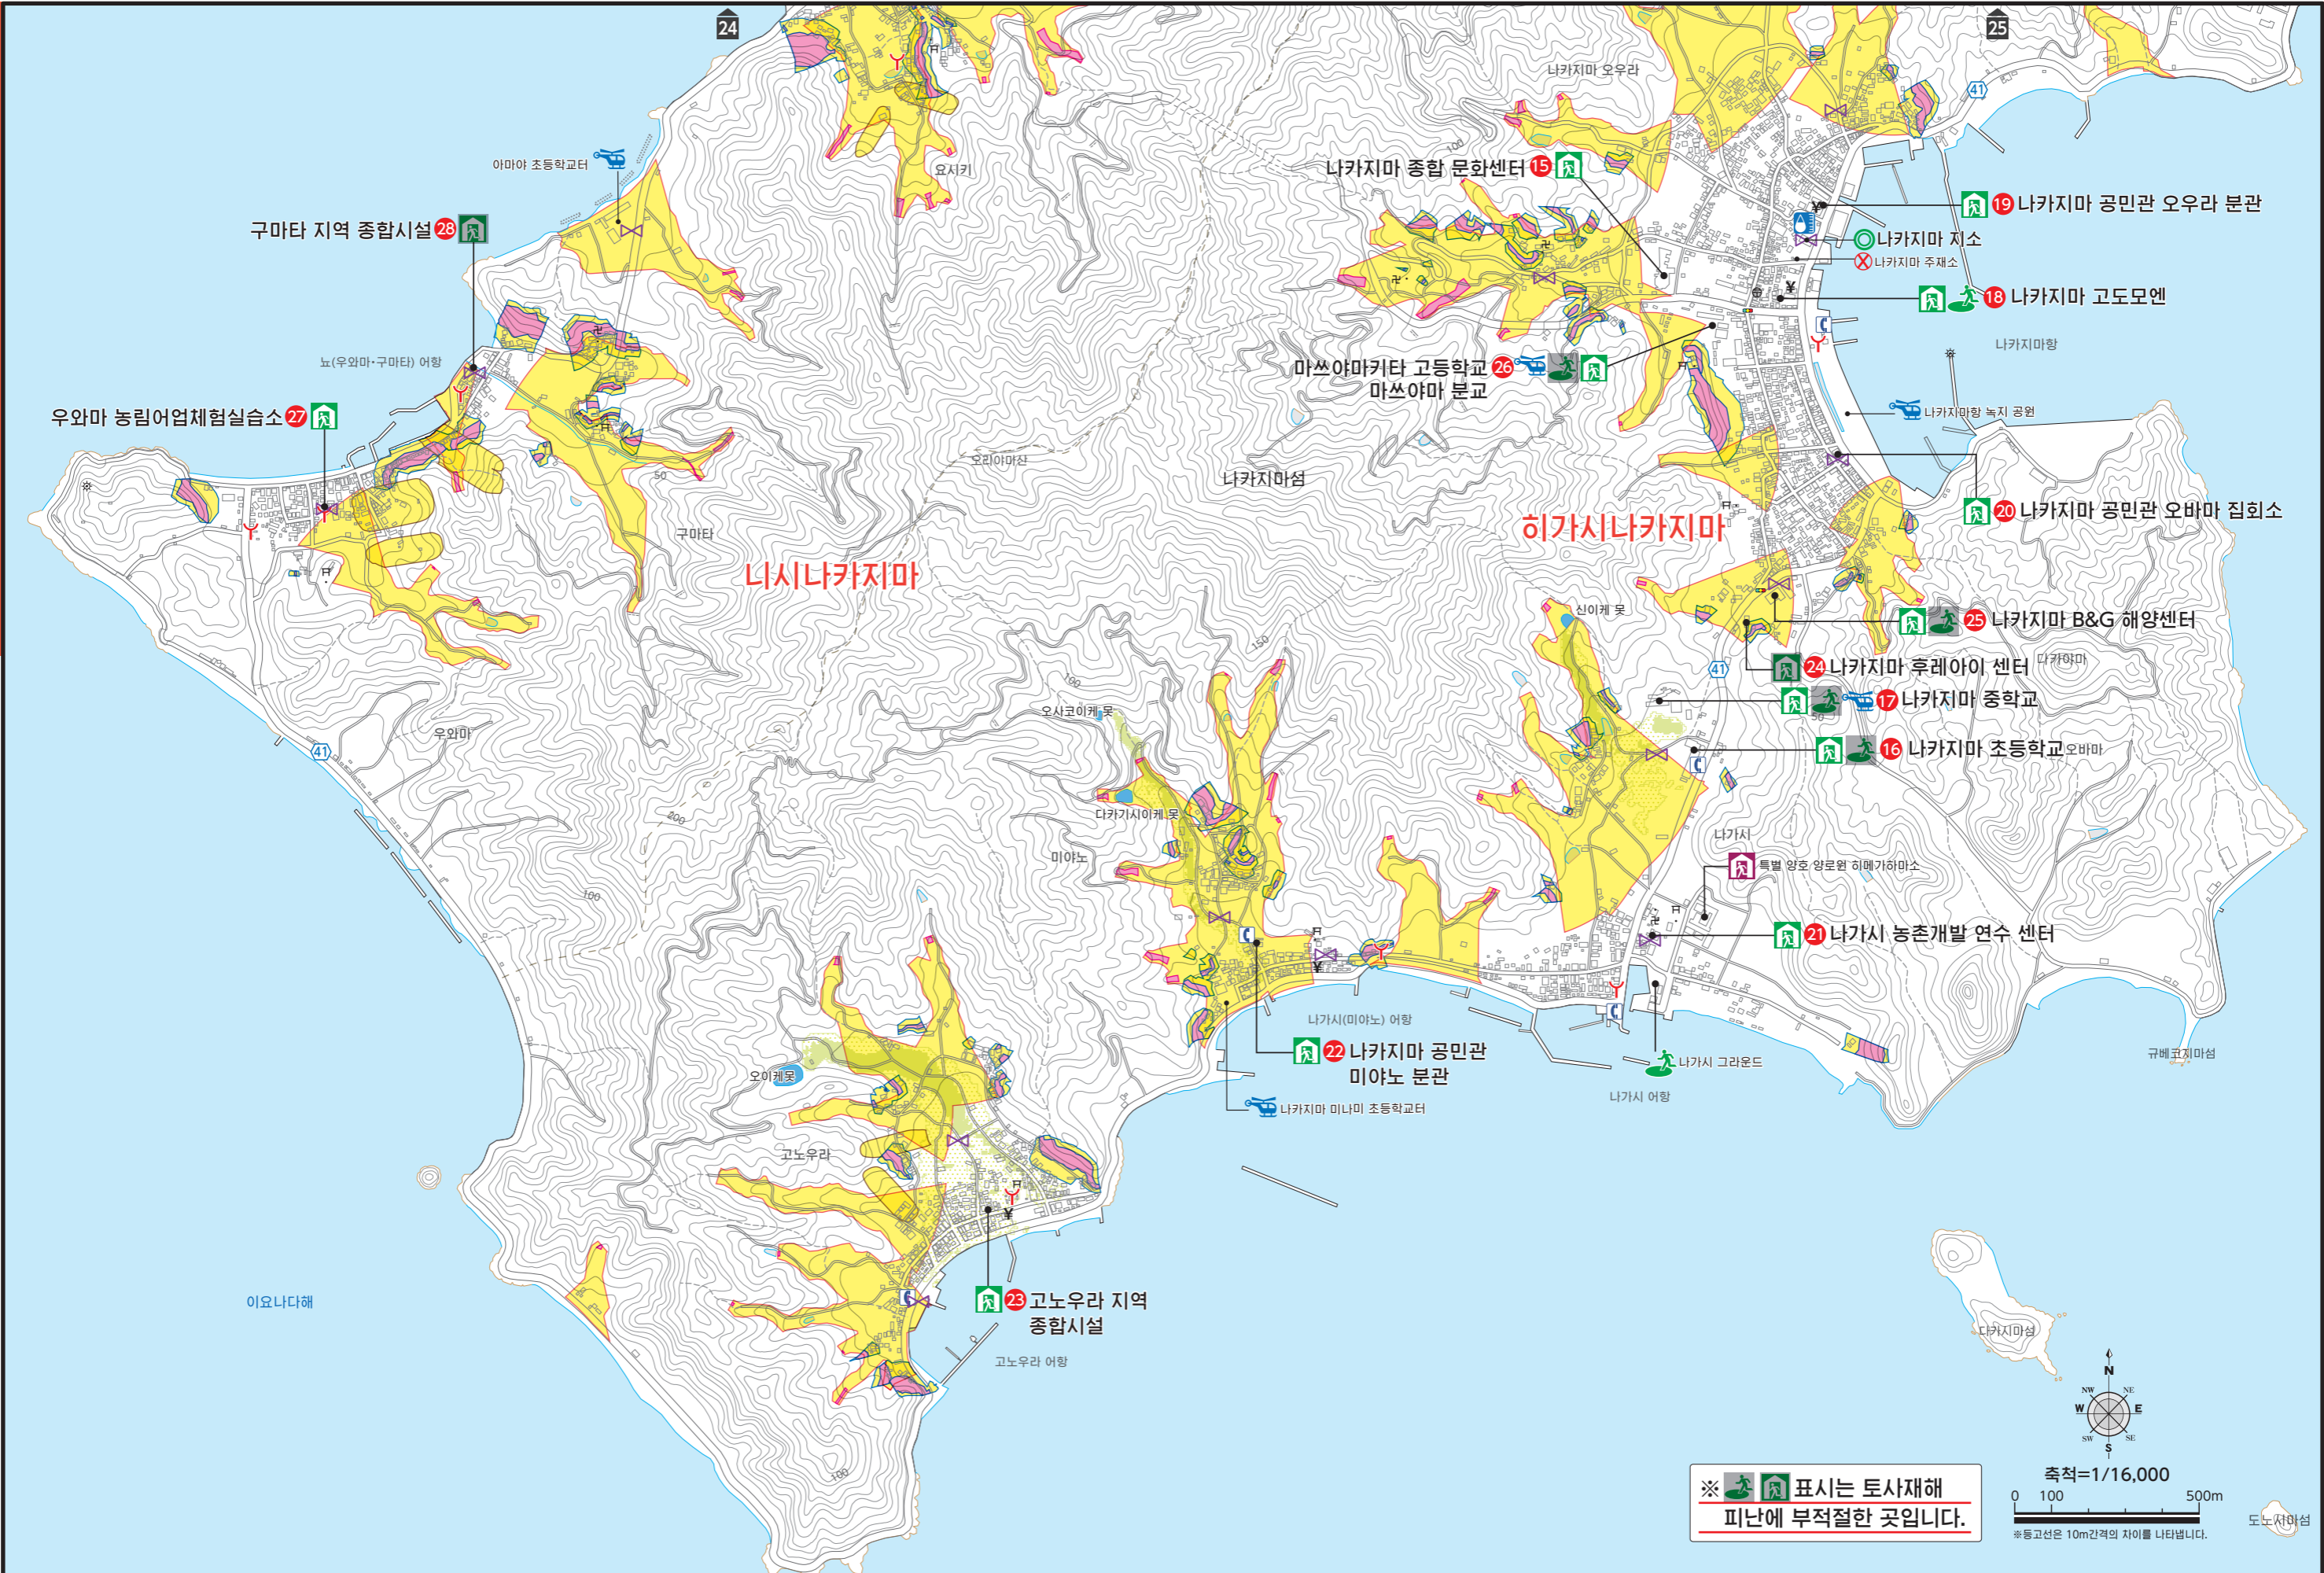 24
25
나카지마 오우라
41
100
아마야 초등학교터
요시키
나카지마 종합 문화센터 15
19 나카지마 공민관 오우라 분관
구마타 지역 종합시설 28
나카지마 지소
나카지마 주재소
18 나카지마 고도모엔
뇨(우와마·구마타) 어항
나카지마항
마쓰야마키타 고등학교 26
마쓰야마 분교
우와마 농림어업체험실습소 27
나카지마항 녹지 공원
오리아마산
50
나카지마섬
20 나카지마 공민관 오바마 집회소
히가시나카지마
구마타
니시나카지마
신이케 못
25 나카지마 B&G 해양센터
150
41
24 나카지마 후레아이 센터
다카야마
100
17 나카지마 중학교
50
오사코이케 못
우와마
41
16 나카지마 초등학교
오바마
200
다카기시이케 못
나가시
미야노
특별 양호 양로원 히메가하마소
100
21 나가시 농촌개발 연수 센터
나가시(미야노) 어항
22 나카지마 공민관
미야노 분관
나가시 그라운드
규베코지마섬
오이케못
나가시 어항
나카지마 미나미 초등학교터
고노우라
이요나다해
23 고노우라 지역
종합시설
다카시마섬
고노우라 어항
N
NW NE
W E
SW SE
S
100
축척=1/16,000
※ 표시는 토사재해
피난에 부적절한 곳입니다.
0 100 500m
※등고선은 10m간격의 차이를 나타냅니다.
도노시마섬